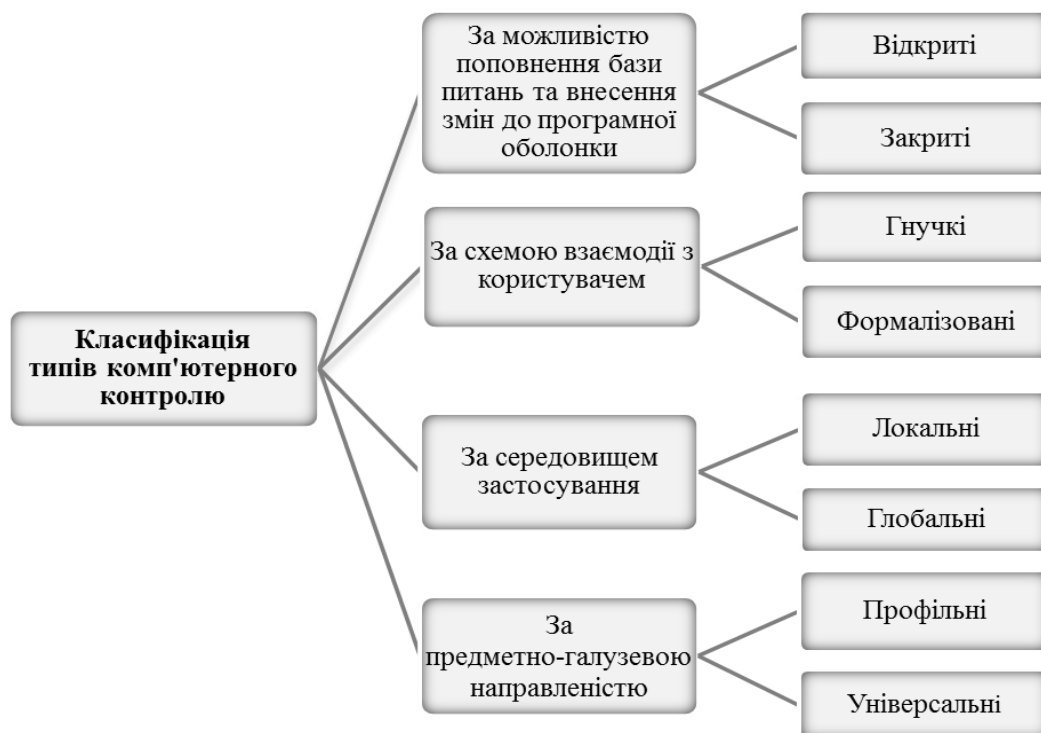 Класифікація
типів комп'ютерного
контролю
За можливістю
поповнення бази
питань та внесення
змін до програмної
оболонки
Відкриті
Закриті
За схемою взаємодії з
користувачем
Гнучкі
Формалізовані
За середовищем
застосування
Локальні
Глобальні
За
предметно-галузевою
направленістю
Профільні
Універсальні